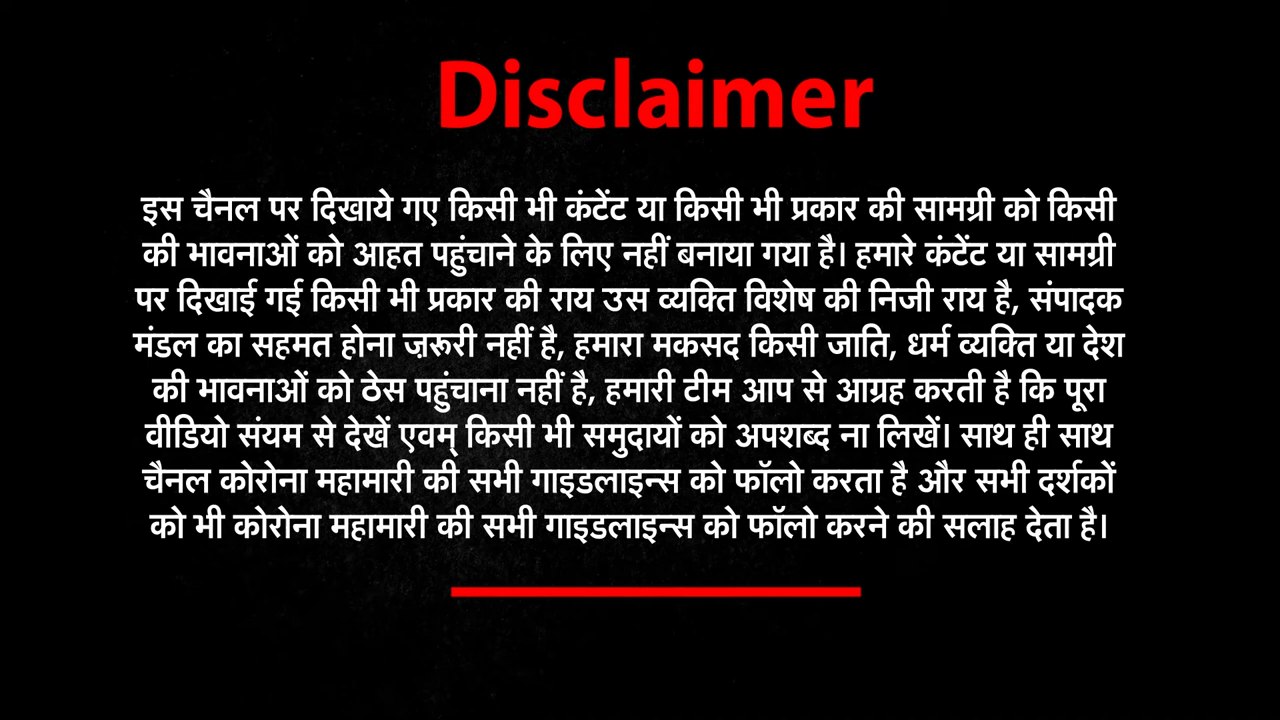 Disclaimer
इस चैनल पर दिखाये गए किसी भी कंटेंट या किसी भी प्रकार की सामग्री को किसी
की भावनाओं को आहत पहुंचाने के लिए नहीं बनाया गया है। हमारे कंटेंट या सामग्री
पर दिखाई गई किसी भी प्रकार की राय उस व्यक्ति विशेष की निजी राय है, संपादक
मंडल का सहमत होना ज़रूरी नहीं है, हमारा मकसद किसी जाति, धर्म व्यक्ति या देश
की भावनाओं को ठेस पहुंचाना नहीं है, हमारी टीम आप से आग्रह करती है कि पूरा
वीडियो संयम से देखें एवम् किसी भी समुदायों को अपशब्द ना लिखें। साथ ही साथ
चैनल कोरोना महामारी की सभी गाइडलाइन्स को फॉलो करता है और सभी दर्शकों
को भी कोरोना महामारी की सभी गाइडलाइन्स को फॉलो करने की सलाह देता है।